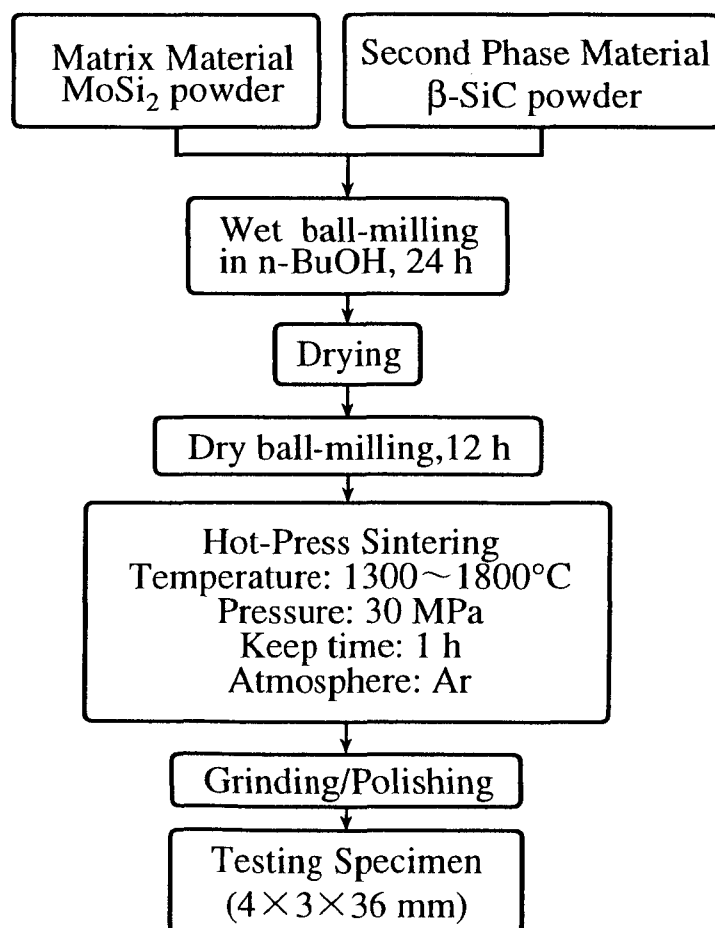 Matrix Material
MoSi₂ powder
Second Phase Material
β-SiC powder
Wet ball-milling
in n-BuOH, 24 h
Drying
Dry ball-milling,12 h
Hot-Press Sintering
Temperature: 1300～1800°C
Pressure: 30 MPa
Keep time: 1 h
Atmosphere: Ar
Grinding/Polishing
Testing Specimen
(4×3×36 mm)